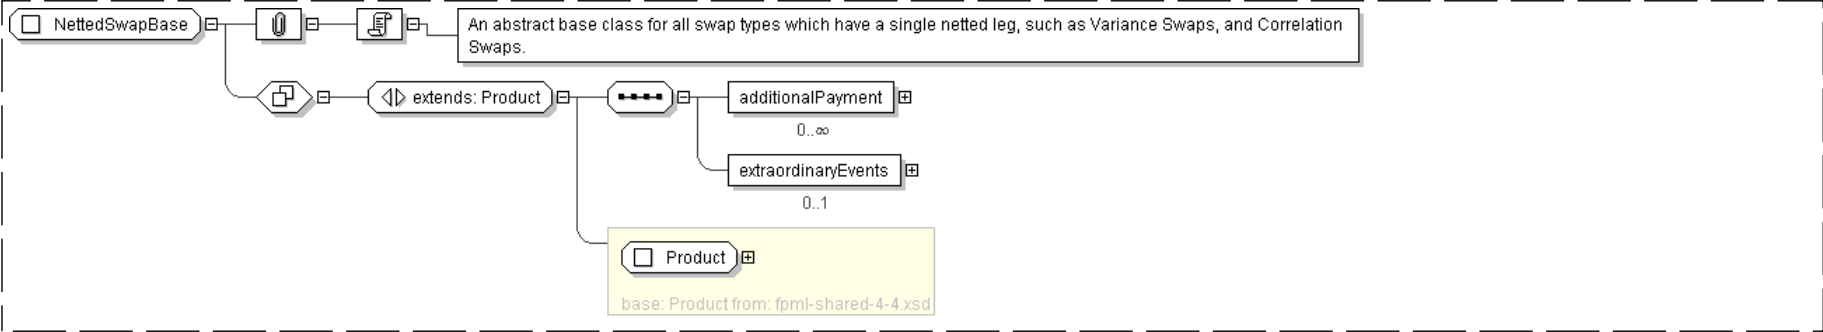 NettedSwapBase
An abstract base class for all swap types which have a single netted leg, such as Variance Swaps, and Correlation
Swaps.
extends: Product
additionalPayment
0..∞
extraordinaryEvents
0..1
Product
base: Product from: fpml-shared-4-4.xsd